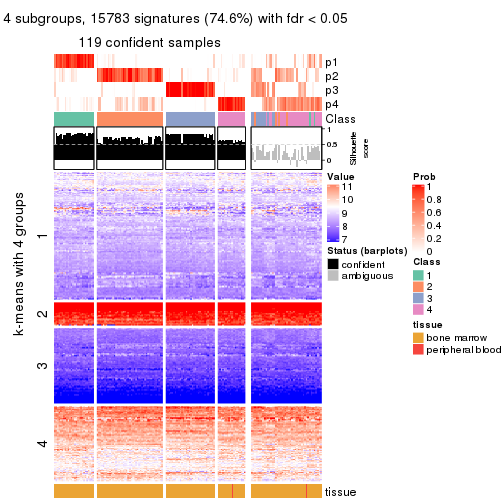 4 subgroups, 15783 signatures (74.6%) with fdr < 0.05
119 confident samples
p1
p2
p3
p4
Class
1
0.5
0
Silhouette
score
k-means with 4 groups
1
2
3
4
tissue
Value
11
10
9
8
7
Status (barplots)
confident
ambiguous
Prob
1
0.8
0.6
0.4
0.2
0
Class
1
2
3
4
tissue
bone marrow
peripheral blood